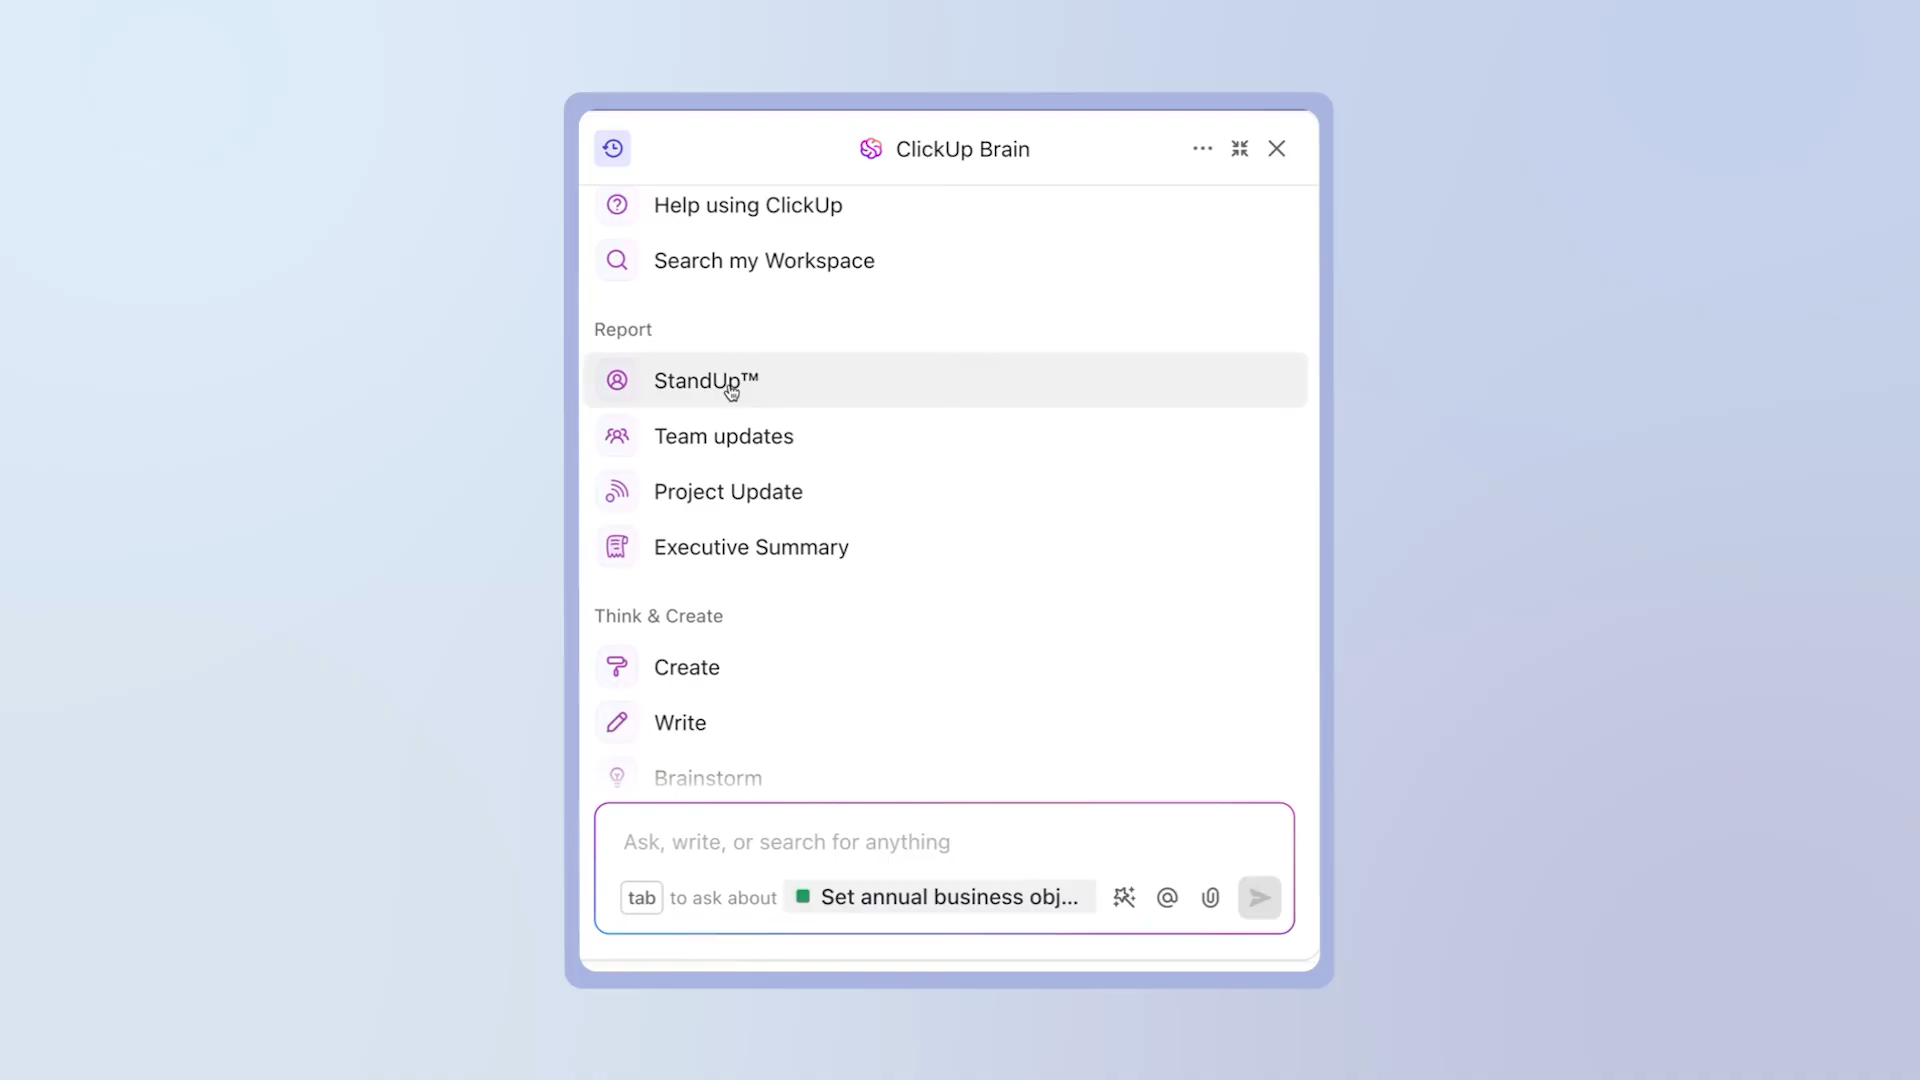 ClickUp Brain
Help using ClickUp
Search my Workspace
Report
StandUp™
Team updates
Project Update
Executive Summary
Think & Create
Create
Write
Brainstorm
Ask, write, or search for anything
tab to ask about Set annual business obj...